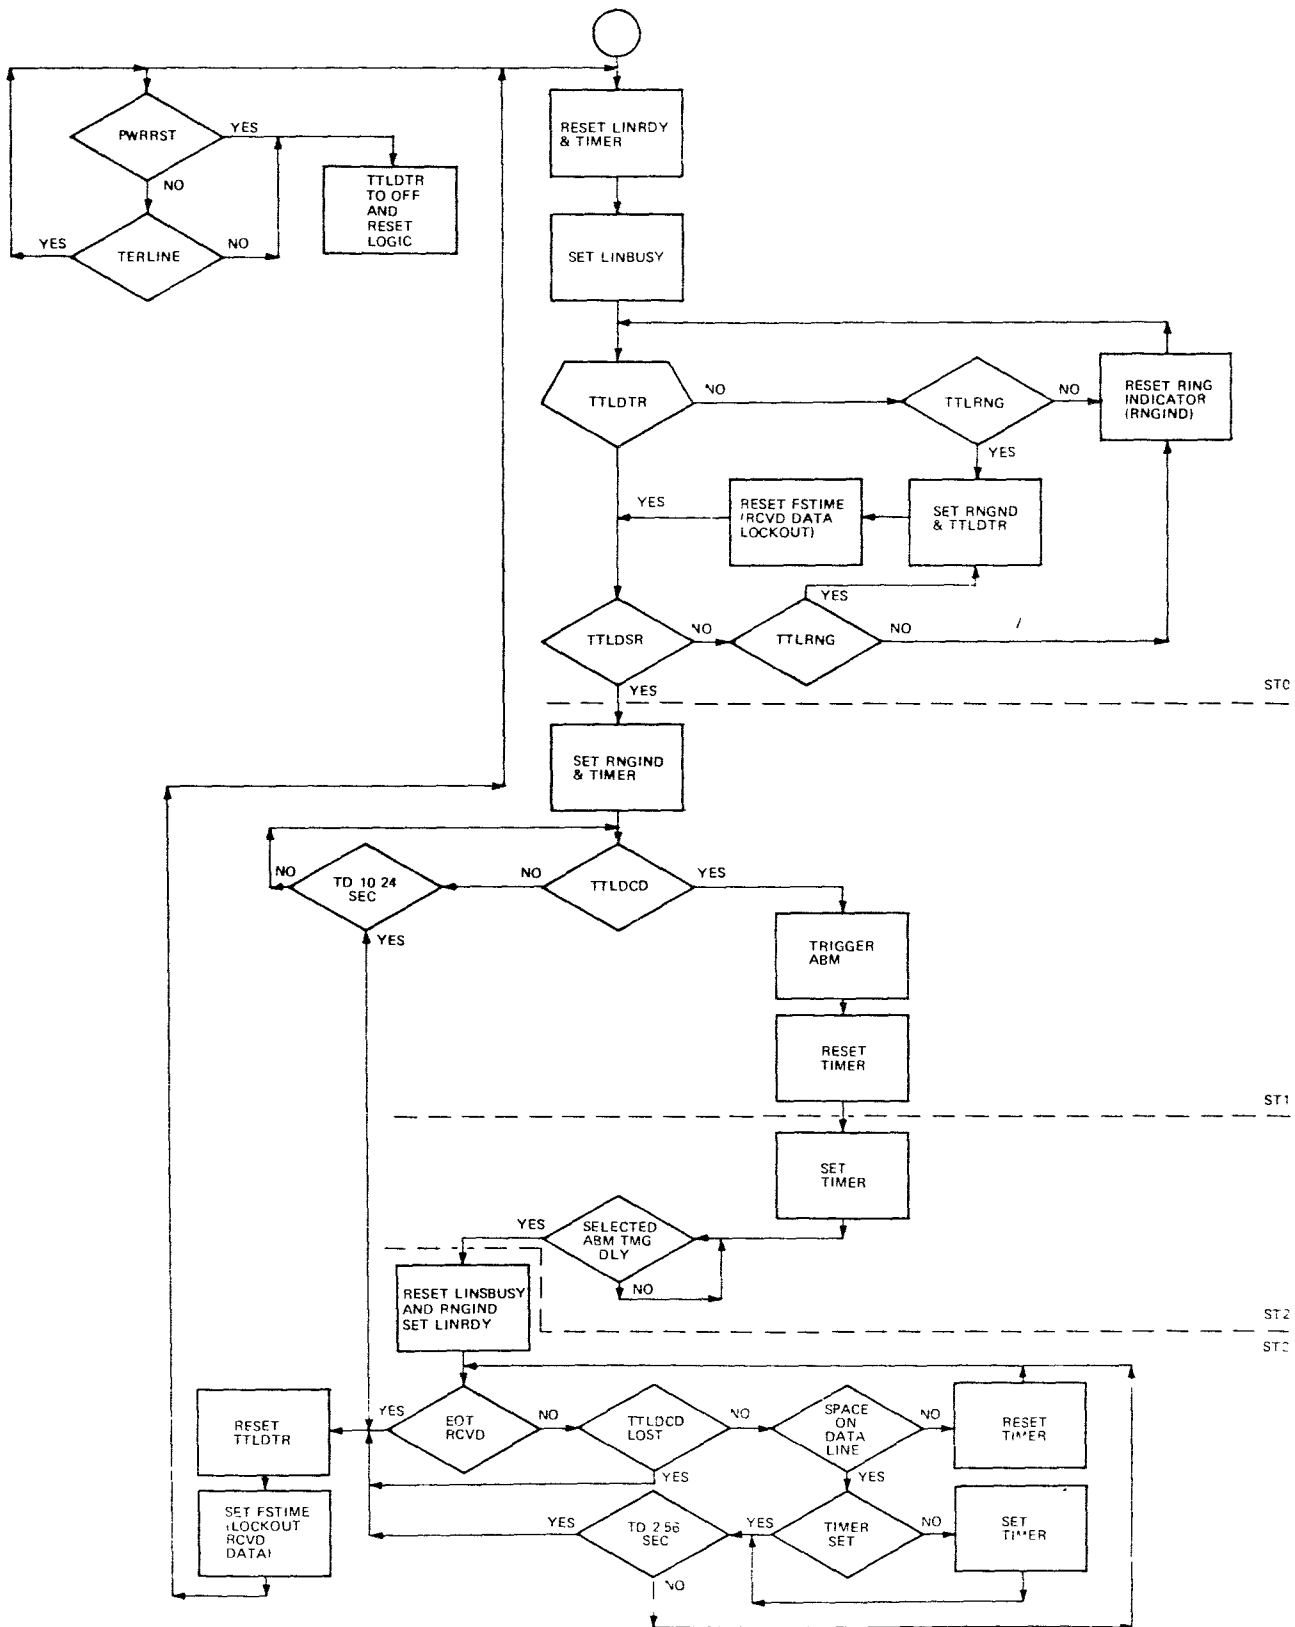 PWRRST
YES
NO
TERLINE
YES
NO
TTLDTR
TO OFF
AND
RESET
LOGIC
RESET LINRDY
& TIMER
SET LINBUSY
TTLDTR
NO
YES
TTLRNG
NO
YES
RESET RING
INDICATOR
(RNGIND)
SET RNGND
& TTLDTR
RESET FSTIME
(RCVD DATA
LOCKOUT)
TTLDSR
NO
YES
TTLRNG
YES
NO
ST0
SET RNGIND
& TIMER
TTLDCD
NO
YES
TD 10 24
SEC
NO
YES
TRIGGER
ABM
RESET
TIMER
ST1
SET
TIMER
SELECTED
ABM TMG
DLY
YES
NO
RESET LINSBUSY
AND RNGIND
SET LINRDY
ST2
EOT
RCVD
YES
NO
TTLDCD
LOST
NO
YES
SPACE
ON
DATA
LINE
NO
YES
RESET
TIMER
RESET
TTLDTR
SET FSTIME
(LOCKOUT
RCVD
DATA)
TD 2 56
SEC
YES
NO
TIMER
SET
YES
NO
SET
TIMER